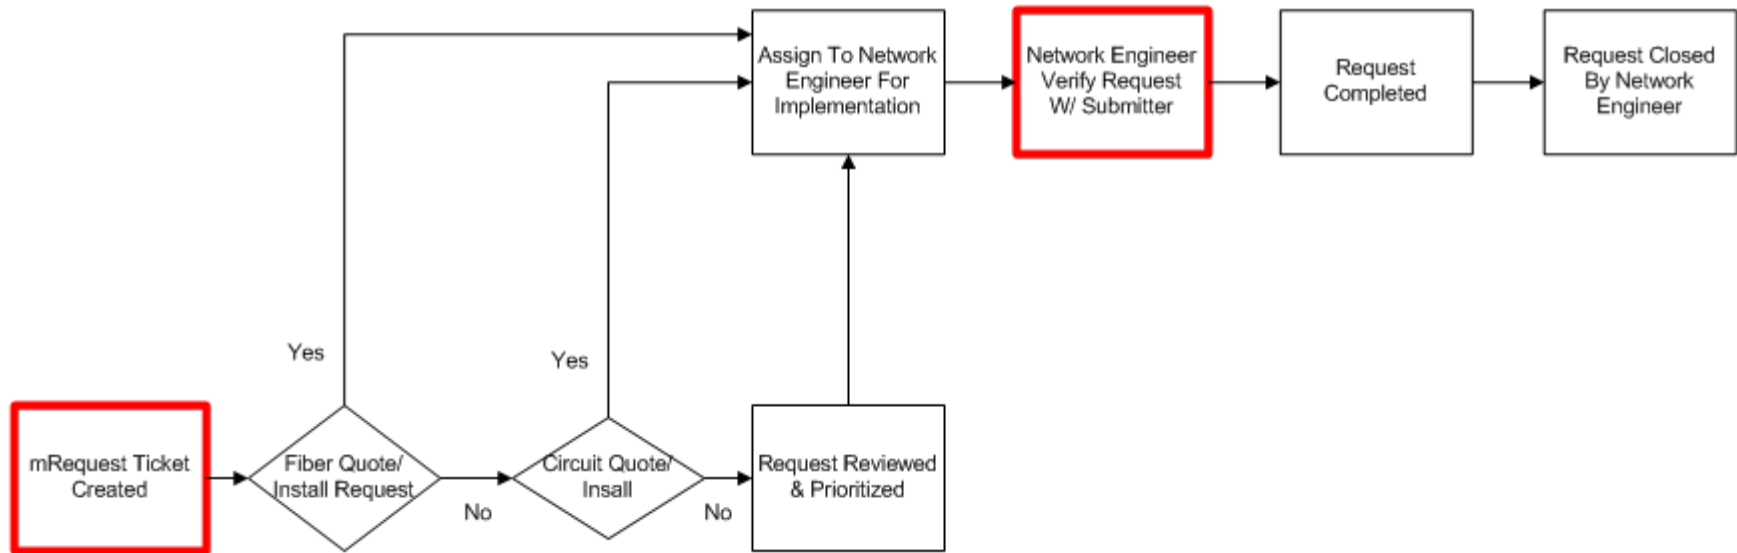 Assign To Network
Engineer For
Implementation
Network Engineer
Verify Request
W/ Submitter
Request
Completed
Request Closed
By Network
Engineer
Yes
Yes
mRequest Ticket
Created
Fiber Quote/
Install Request
No
Circuit Quote/
Insall
No
Request Reviewed
& Prioritized